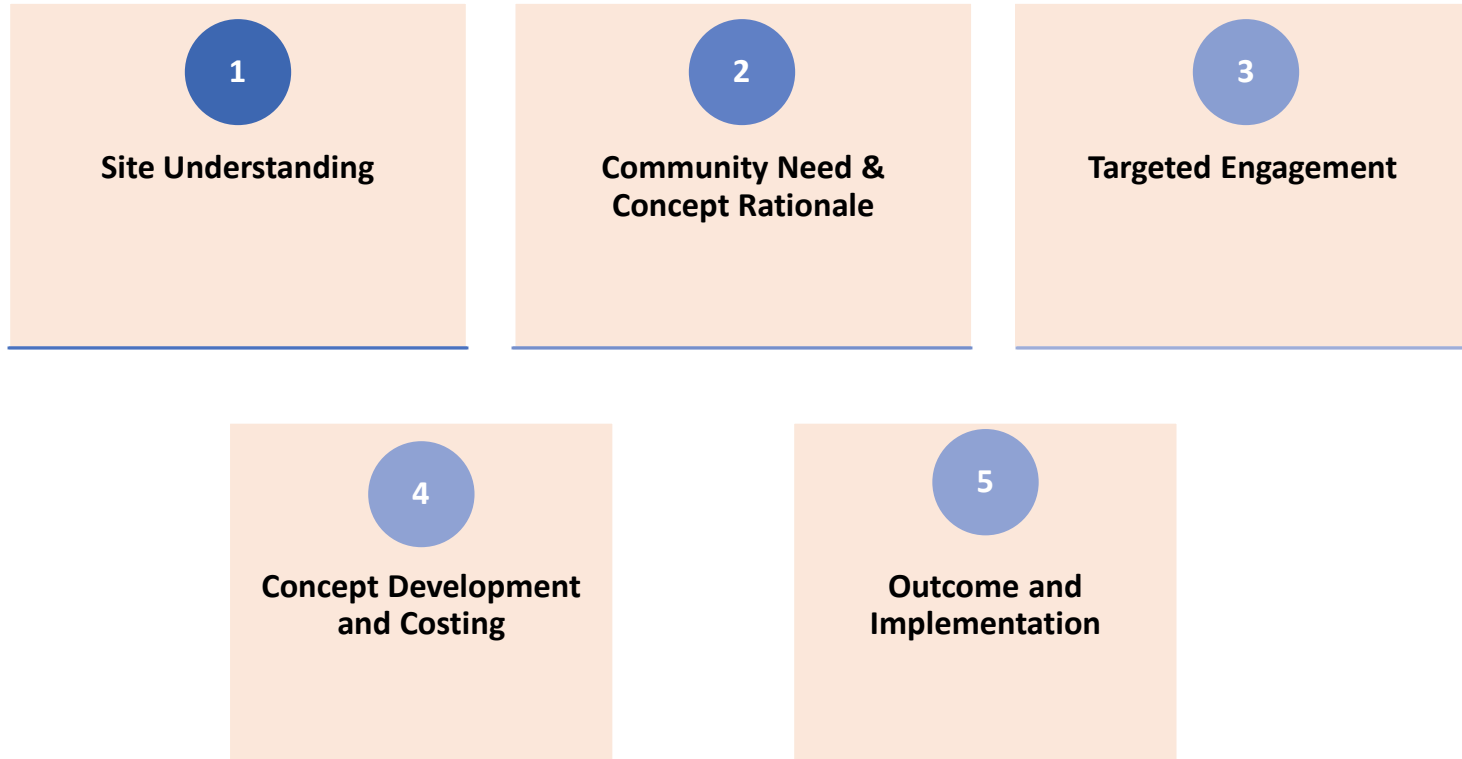 1
Site Understanding
2
Community Need &
Concept Rationale
3
Targeted Engagement
4
Concept Development
and Costing
5
Outcome and
Implementation